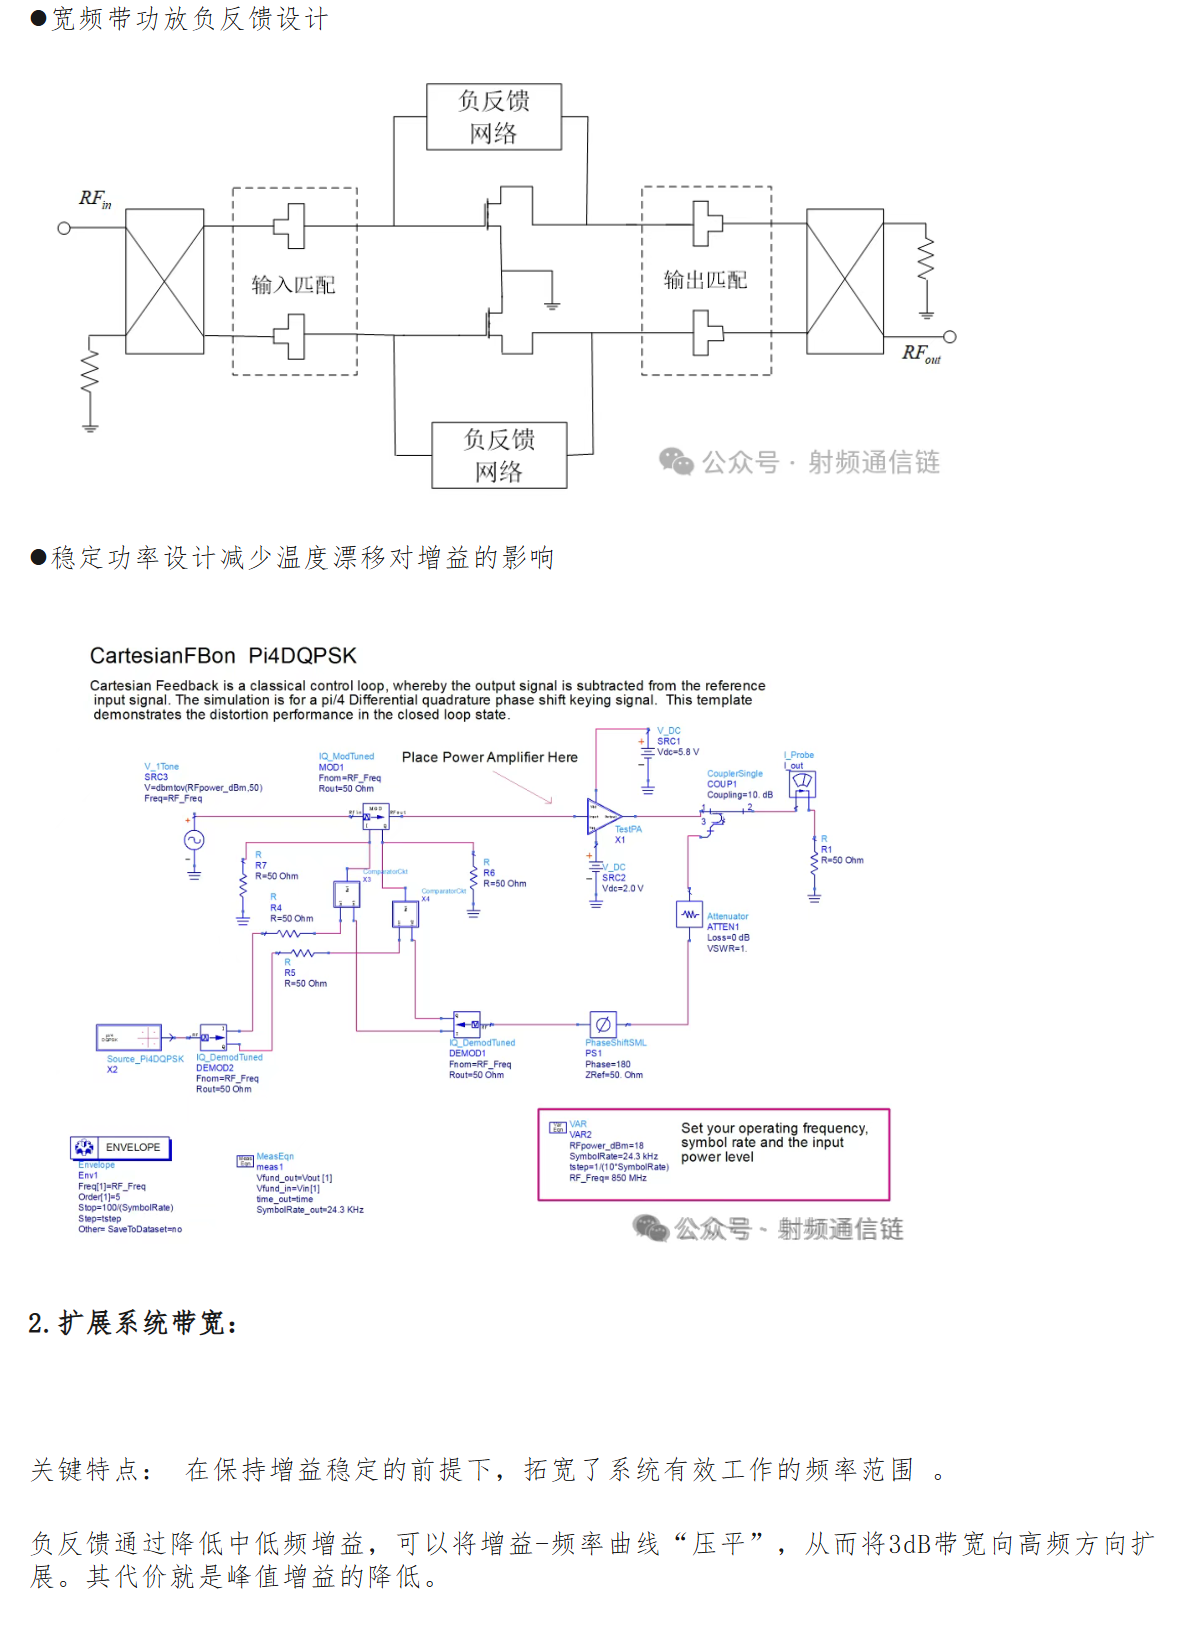 ●宽频带功放负反馈设计
负反馈
网络
RFin
输入匹配
输出匹配
RFout
负反馈
网络
公众号 · 射频通信链
●稳定功率设计减少温度漂移对增益的影响
CartesianFBon Pi4DQPSK
Cartesian Feedback is a classical control loop, whereby the output signal is subtracted from the reference
input signal. The simulation is for a pi/4 Differential quadrature phase shift keying signal. This template
demonstrates the distortion performance in the closed loop state.
V_1Tone
SRC3
V=dbmtov(RFpower_dBm,50)
Freq=RF_Freq
IQ_ModTuned
MOD1
Fnom=RF_Freq
Rout=50 Ohm
Place Power Amplifier Here
V_DC
SRC1
Vdc=5.8 V
CouplerSingle
COUP1
Coupling=10. dB
I_Probe
I_out
1
2
3
TestPA
X1
R
R1
R=50 Ohm
R
R7
R=50 Ohm
ComparatorCkt
X3
R
R6
R=50 Ohm
V_DC
SRC2
Vdc=2.0 V
ComparatorCkt
X4
R
R4
R=50 Ohm
R
R5
R=50 Ohm
Attenuator
ATTEN1
Loss=0 dB
VSWR=1.
Source_Pi4DQPSK
X2
IQ_DemodTuned
DEMOD2
Fnom=RF_Freq
Rout=50 Ohm
IQ_DemodTuned
DEMOD1
Fnom=RF_Freq
Rout=50 Ohm
PhaseShiftSML
PS1
Phase=180
ZRef=50. Ohm
ENVELOPE
Envelope
Env1
Freq[1]=RF_Freq
Order[1]=5
Stop=100/(SymbolRate)
Step=tstep
Other= SaveToDataset=no
MeasEqn
meas1
Vfund_out=Vout [1]
Vfund_in=Vin[1]
time_out=time
SymbolRate_out=24.3 KHz
VAR
VAR2
RFpower_dBm=18
SymbolRate=24.3 kHz
tstep=1/(10*SymbolRate)
RF_Freq= 850 MHz
Set your operating frequency,
symbol rate and the input
power level
公众号 · 射频通信链
2.扩展系统带宽：
关键特点： 在保持增益稳定的前提下，拓宽了系统有效工作的频率范围 。
负反馈通过降低中低频增益，可以将增益-频率曲线“压平”，从而将3dB带宽向高频方向扩
展。其代价就是峰值增益的降低。